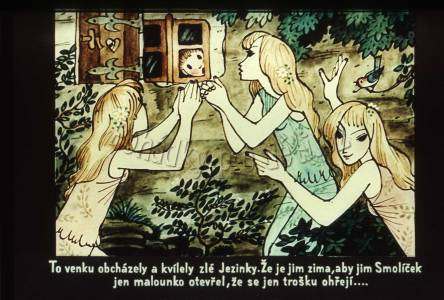 To venku obcházely a kvílely zlé Jezinky. Že je jim zima, aby jim Smolíček
jen malounko otevřel, že se jen trošku ohřejí....